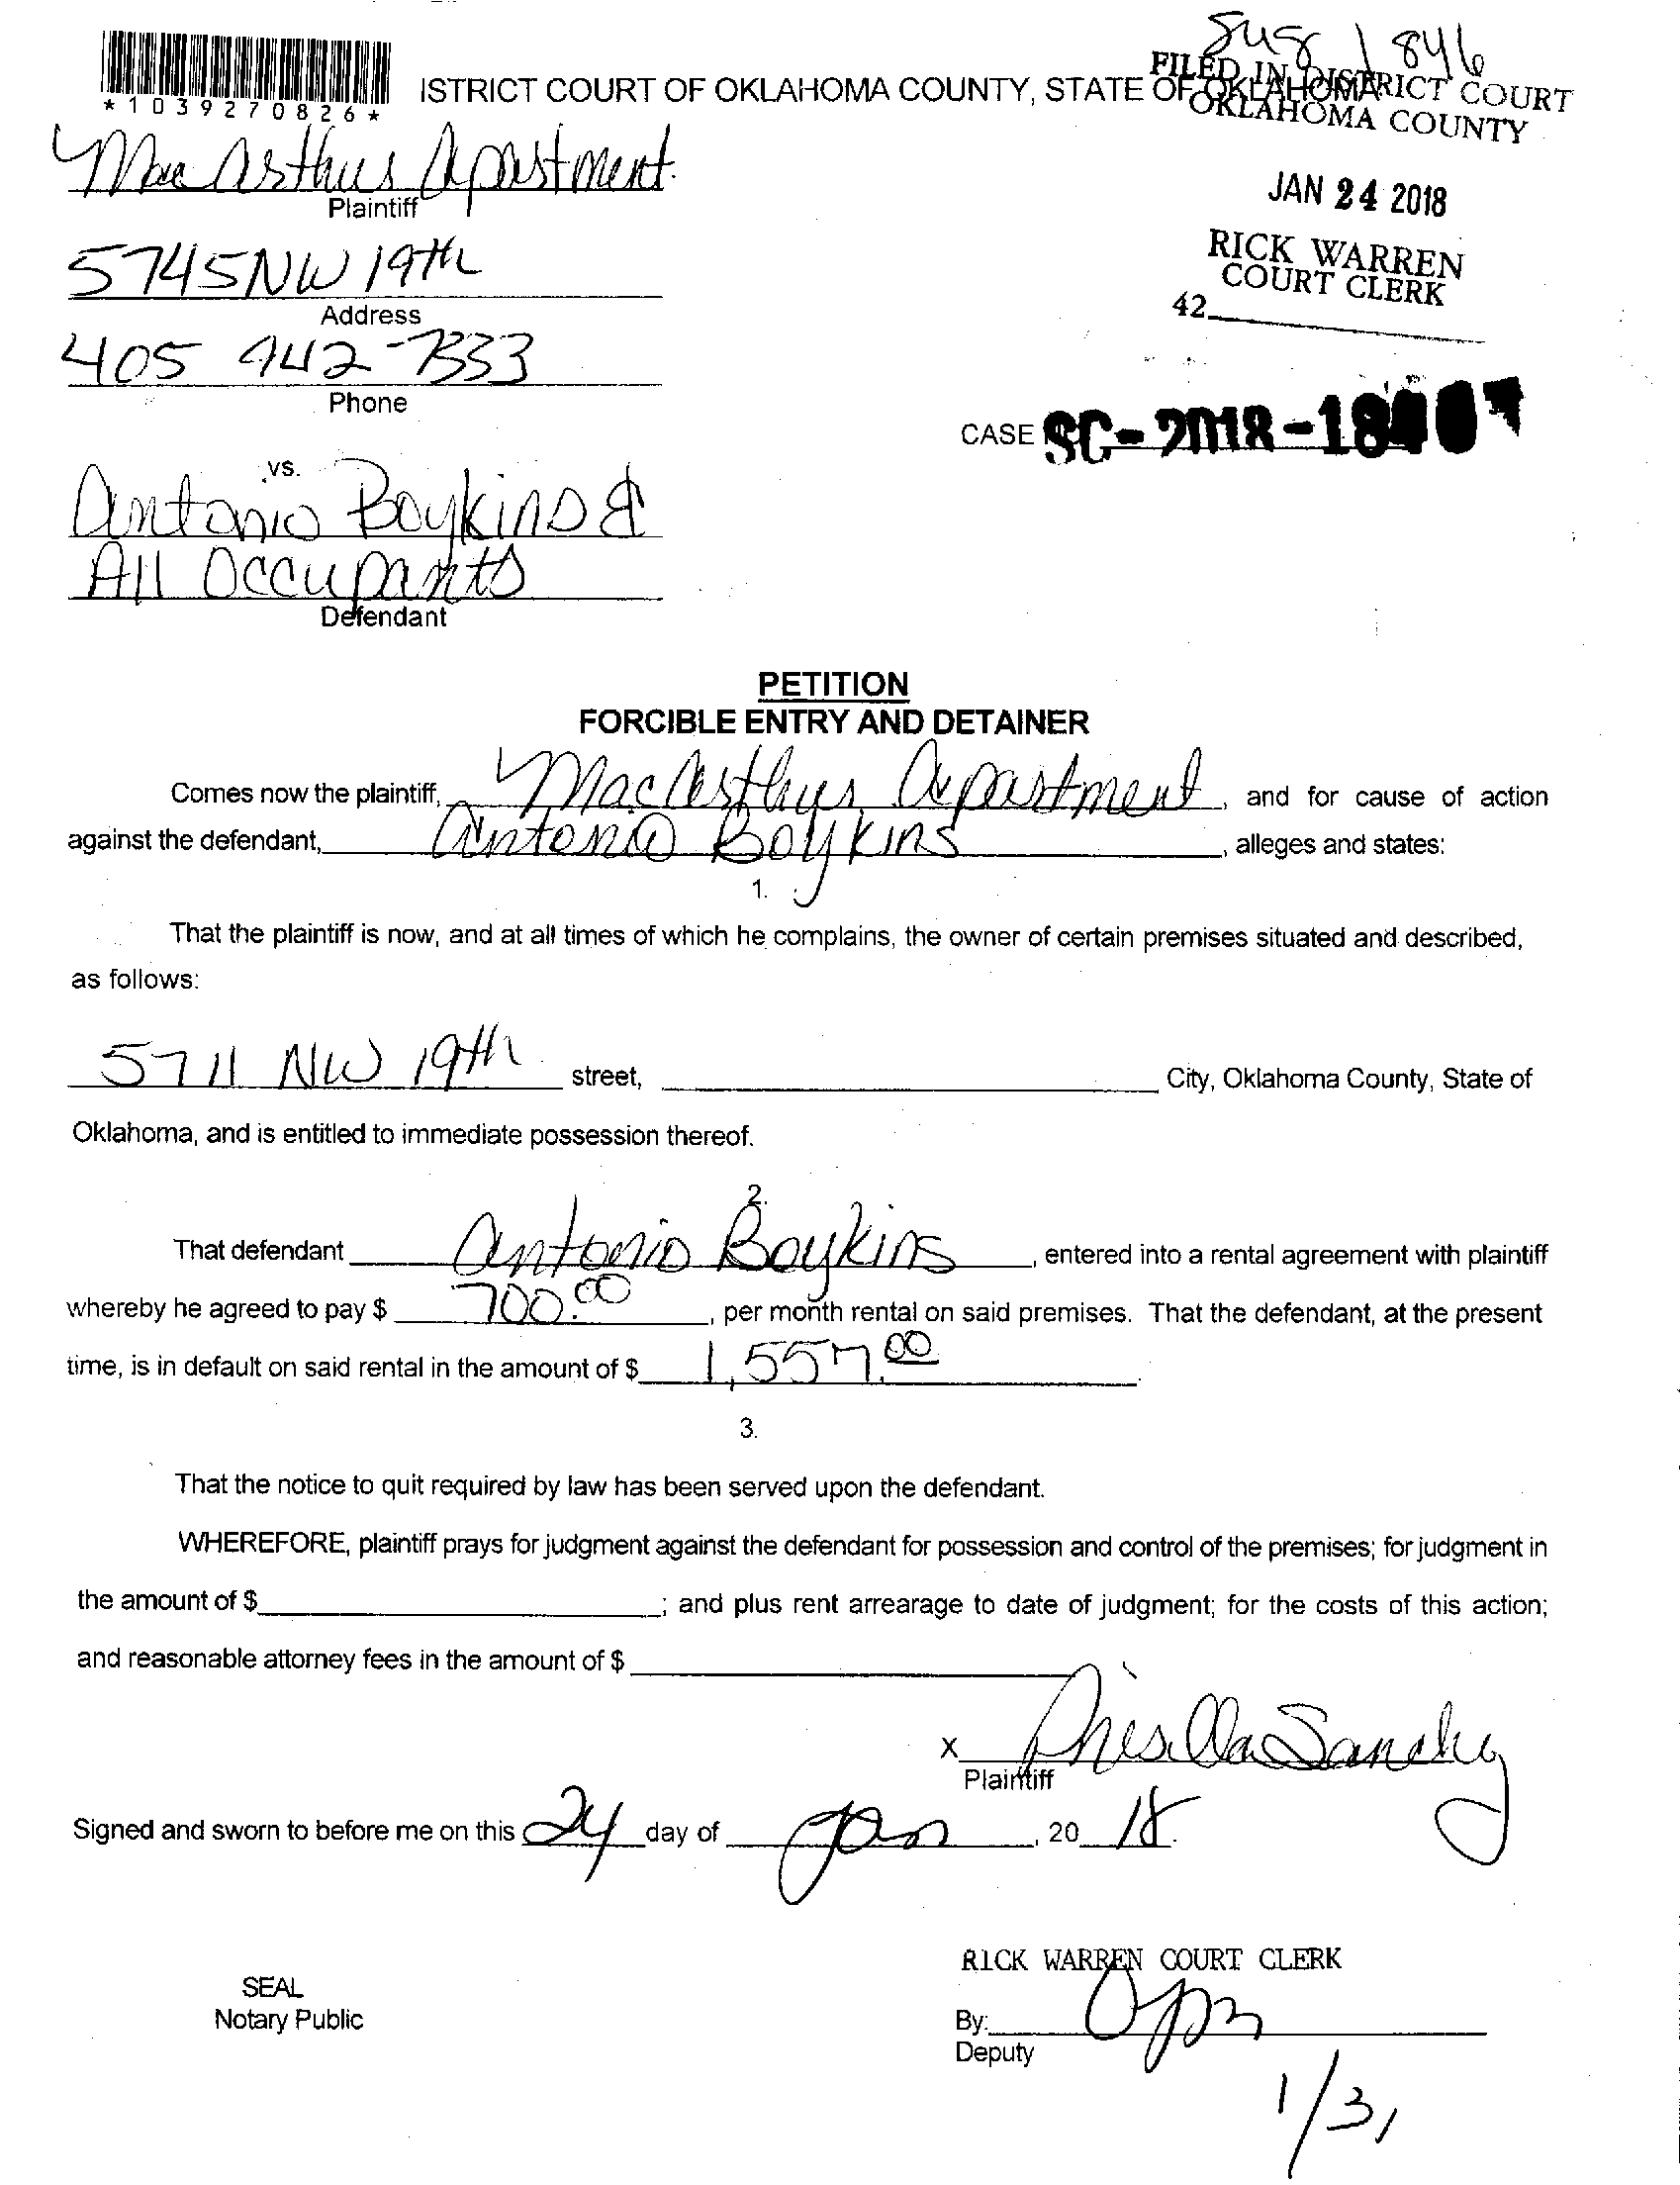 1846
*1039270826*
ISTRICT COURT OF OKLAHOMA COUNTY, STATE OF OKLAHOMA
FILED IN DISTRICT COURT
OKLAHOMA COUNTY
MacArthur Apartment.
Plaintiff
JAN 24 2018
5745 NW 19th
RICK WARREN
COURT CLERK
Address
42
405 942-7333
Phone
CASE SC-2018-
vs.
Antonio Boykins &
All Occupants
Defendant
PETITION
FORCIBLE ENTRY AND DETAINER
Comes now the plaintiff, MacArthur Apartment, and for cause of action
against the defendant, Antonio Boykins, alleges and states:
1.
That the plaintiff is now, and at all times of which he complains, the owner of certain premises situated and described,
as follows:
5711 NW 19th street, City, Oklahoma County, State of
Oklahoma, and is entitled to immediate possession thereof.
2.
That defendant Antonio Boykins, entered into a rental agreement with plaintiff
whereby he agreed to pay $ 700.00, per month rental on said premises. That the defendant, at the present
time, is in default on said rental in the amount of $ 1,557.00.
3.
That the notice to quit required by law has been served upon the defendant.
WHEREFORE, plaintiff prays for judgment against the defendant for possession and control of the premises; for judgment in
the amount of $ ; and plus rent arrearage to date of judgment; for the costs of this action;
and reasonable attorney fees in the amount of $
x
Plaintiff
Signed and sworn to before me on this 24 day of Jan, 20 18.
RICK WARREN COURT CLERK
SEAL
Notary Public
By:
Deputy
1/31